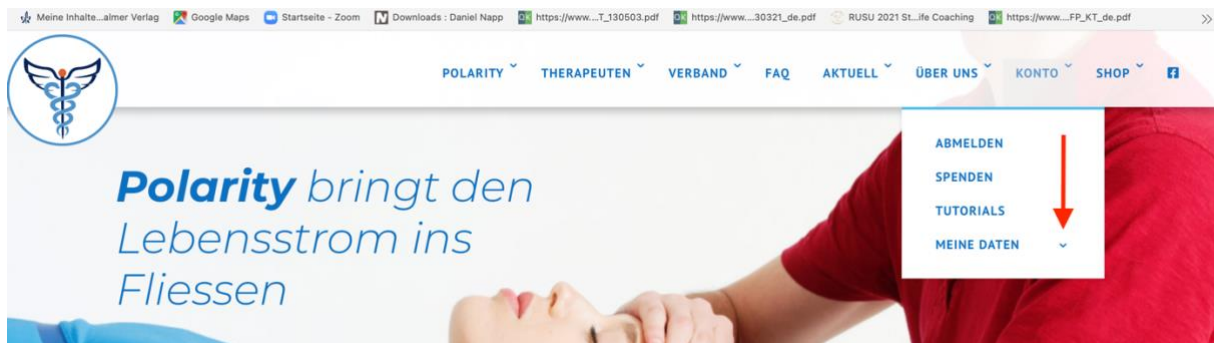 Meine Inhalte...almer Verlag Google Maps Startseite - Zoom Downloads : Daniel Napp https://www....T_130503.pdf https://www....30321_de.pdf RUSU 2021 St...ife Coaching https://www....FP_KT_de.pdf
POLARITY THERAPEUTEN VERBAND FAQ AKTUELL ÜBER UNS KONTO SHOP
ABMELDEN
SPENDEN
TUTORIALS
MEINE DATEN
Polarity bringt den
Lebensstrom ins
Fliessen